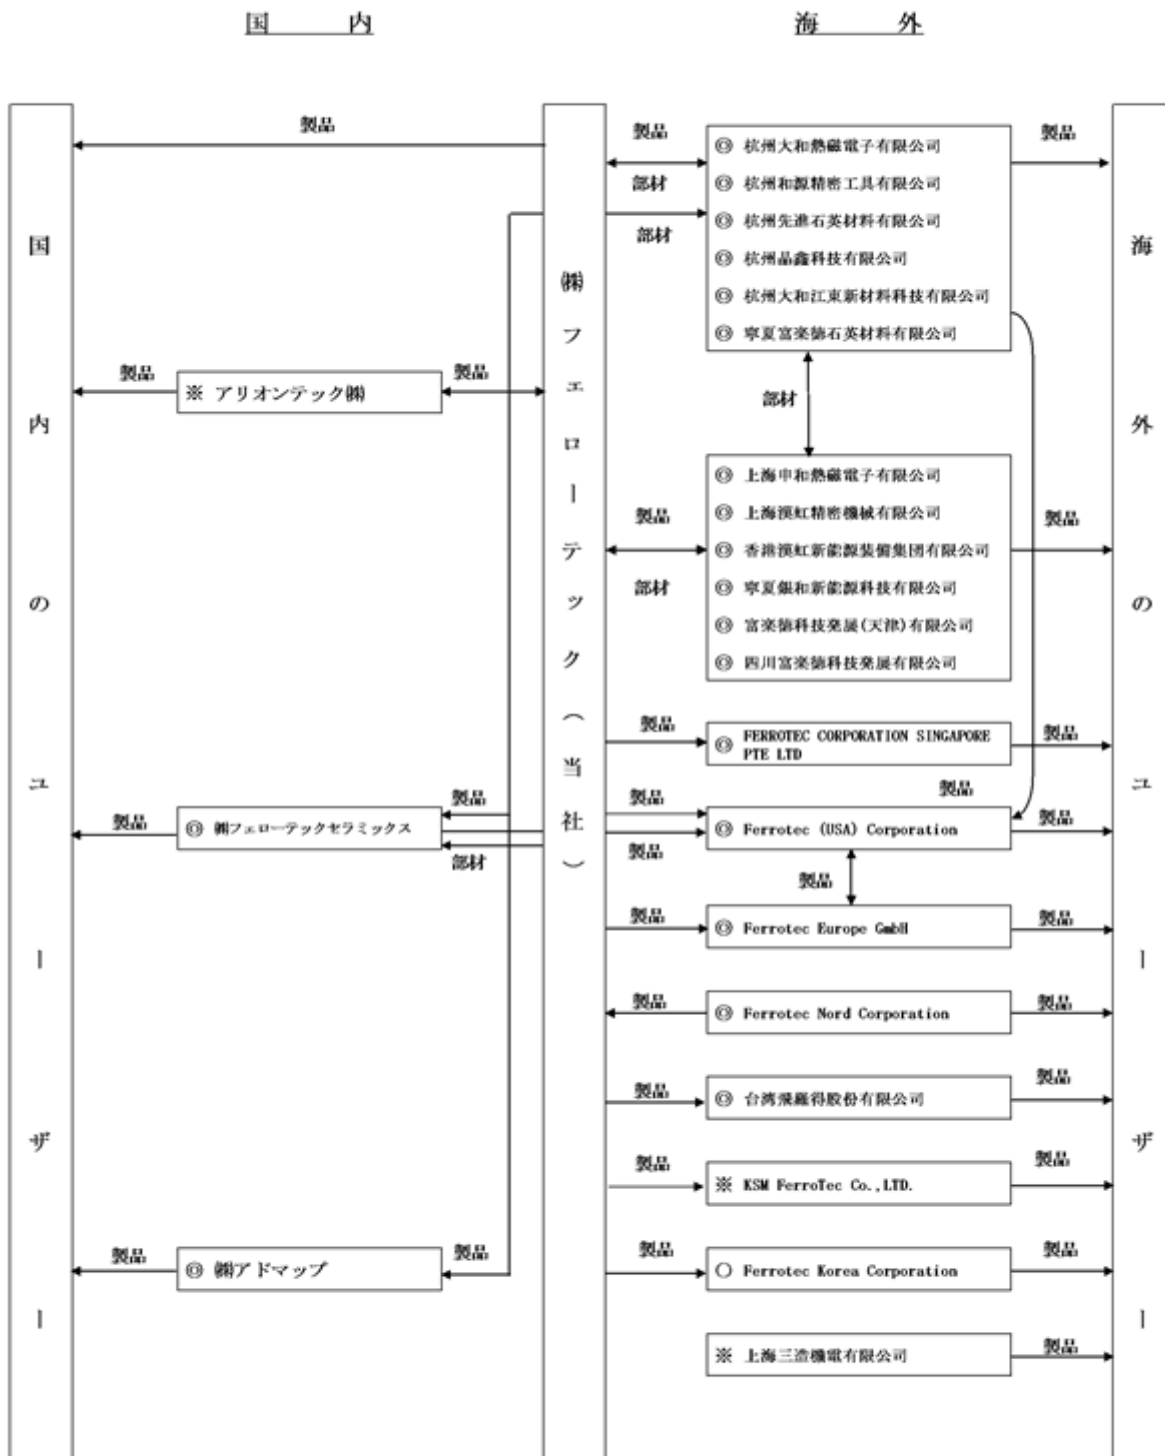 国内
海外
国内のユーザー
製品
㈱フェローテック(当社)
製品
部材
部材
◎ 杭州大和熱磁電子有限公司
◎ 杭州和源精密工具有限公司
◎ 杭州先進石英材料有限公司
◎ 杭州晶鑫科技有限公司
◎ 杭州大和江東新材料科技有限公司
◎ 寧夏富楽徳石英材料有限公司
製品
海外のユーザー
製品
※ アリオンテック㈱
製品
部材
製品
部材
◎ 上海申和熱磁電子有限公司
◎ 上海漢虹精密機械有限公司
◎ 香港漢虹新能源装備集団有限公司
◎ 寧夏銀和新能源科技有限公司
◎ 富楽徳科技発展(天津)有限公司
◎ 四川富楽徳科技発展有限公司
製品
製品
◎ FERROTEC CORPORATION SINGAPORE
PTE LTD
製品
製品
製品
◎ ㈱フェローテックセラミックス
製品
部材
製品
製品
◎ Ferrotec (USA) Corporation
製品
製品
製品
◎ Ferrotec Europe GmbH
製品
製品
◎ Ferrotec Nord Corporation
製品
製品
◎ 台湾飛羅得股份有限公司
製品
製品
※ KSM FerroTec Co.,LTD.
製品
製品
◎ ㈱アドマップ
製品
製品
○ Ferrotec Korea Corporation
製品
※ 上海三造機電有限公司
製品